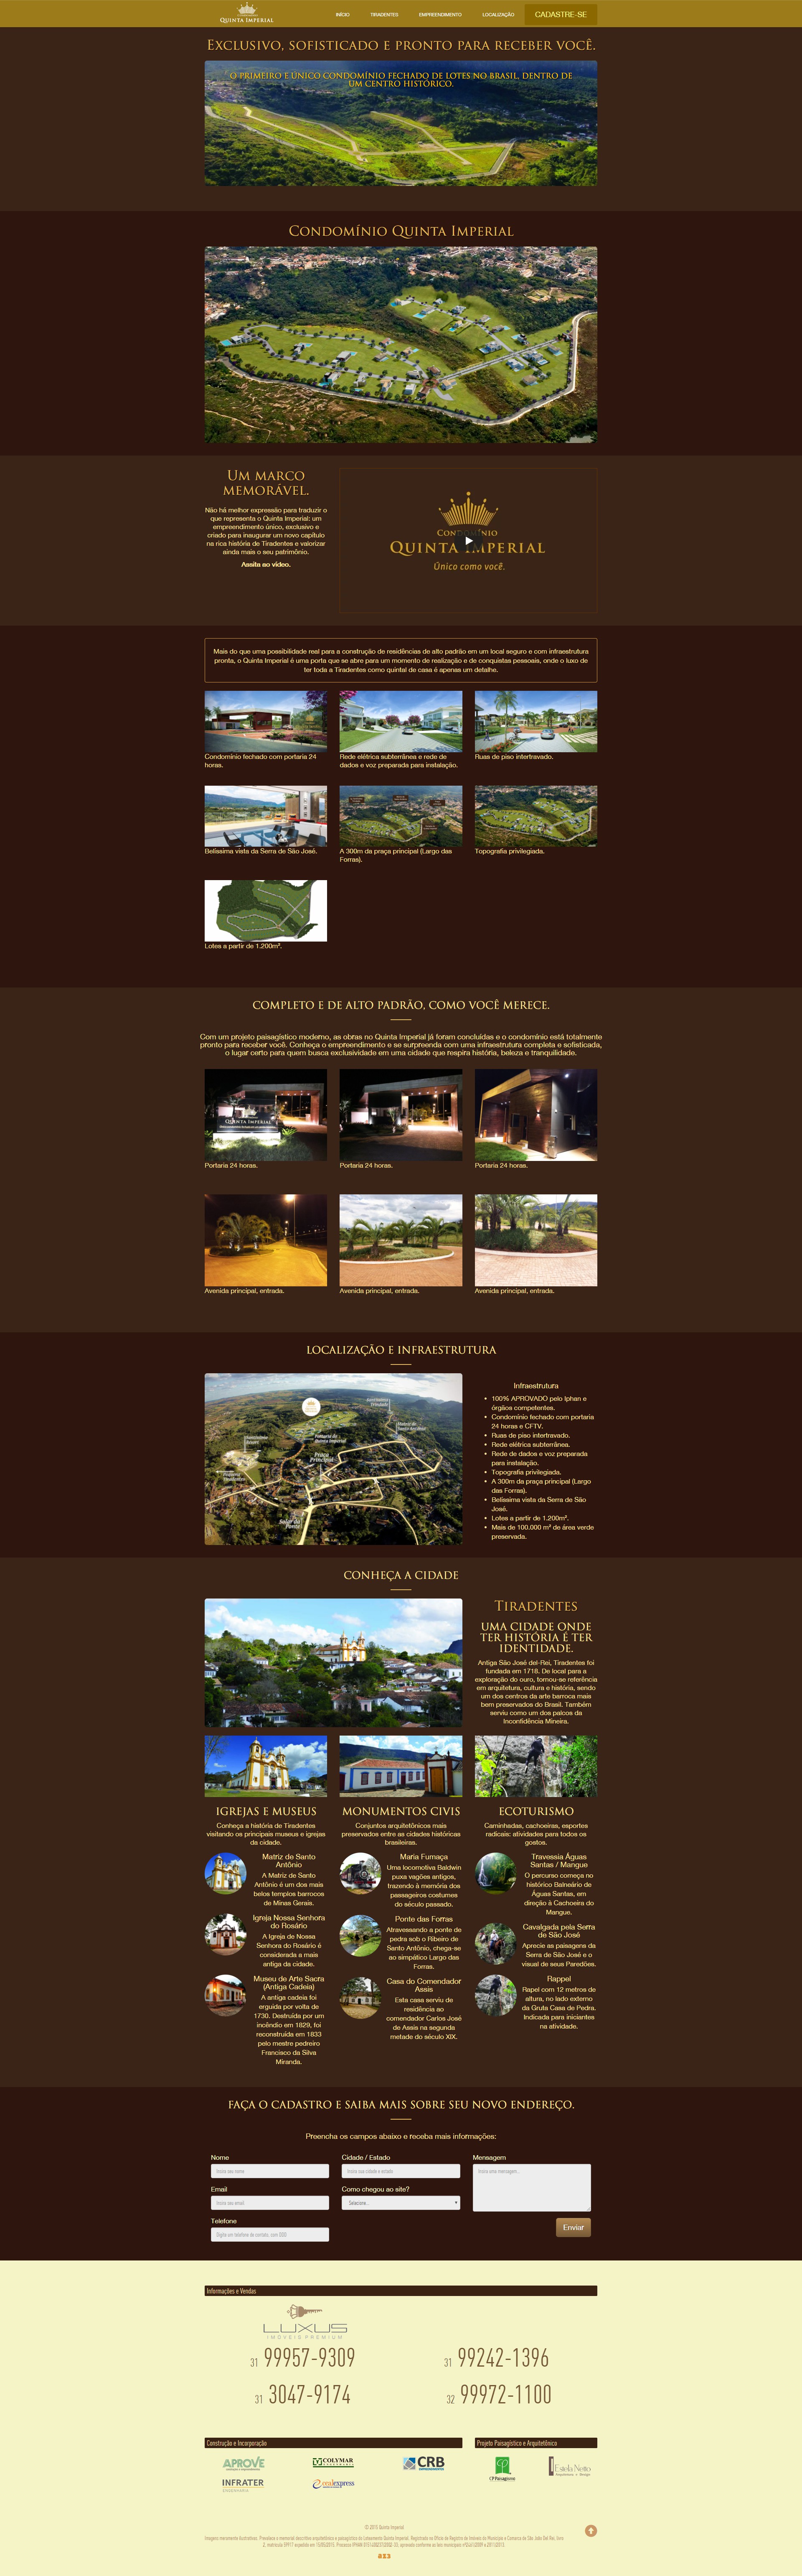 QUINTA IMPERIAL
INÍCIO
TIRADENTES
EMPREENDIMENTO
LOCALIZAÇÃO
CADASTRE-SE
Exclusivo, sofisticado e pronto para receber você.
O PRIMEIRO E ÚNICO CONDOMÍNIO FECHADO DE LOTES NO BRASIL, DENTRO DE
UM CENTRO HISTÓRICO.
Condomínio Quinta Imperial
Um marco
memorável.
Não há melhor expressão para traduzir o
que representa o Quinta Imperial: um
empreendimento único, exclusivo e
criado para inaugurar um novo capítulo
na rica história de Tiradentes e valorizar
ainda mais o seu patrimônio.
Assita ao vídeo.
CONDOMÍNIO
QUINTA IMPERIAL
Único como você.
Mais do que uma possibilidade real para a construção de residências de alto padrão em um local seguro e com infraestrutura
pronta, o Quinta Imperial é uma porta que se abre para um momento de realização e de conquistas pessoais, onde o luxo de
ter toda a Tiradentes como quintal de casa é apenas um detalhe.
Condomínio fechado com portaria 24
horas.
Rede elétrica subterrânea e rede de
dados e voz preparada para instalação.
Ruas de piso intertravado.
Belíssima vista da Serra de São José.
A 300m da praça principal (Largo das
Forras).
Topografia privilegiada.
Lotes a partir de 1.200m².
COMPLETO E DE ALTO PADRÃO, COMO VOCÊ MERECE.
Com um projeto paisagístico moderno, as obras no Quinta Imperial já foram concluídas e o condomínio está totalmente
pronto para receber você. Conheça o empreendimento e se surpreenda com uma infraestrutura completa e sofisticada,
o lugar certo para quem busca exclusividade em uma cidade que respira história, beleza e tranquilidade.
QUINTA IMPERIAL
Portaria 24 horas.
Portaria 24 horas.
Portaria 24 horas.
Avenida principal, entrada.
Avenida principal, entrada.
Avenida principal, entrada.
LOCALIZAÇÃO E INFRAESTRUTURA
Portaria do
Quinta Imperial
Praça
Principal
Solar da
Ponte
Infraestrutura
• 100% APROVADO pelo Iphan e
órgãos competentes.
• Condomínio fechado com portaria
24 horas e CFTV.
• Ruas de piso intertravado.
• Rede elétrica subterrânea.
• Rede de dados e voz preparada
para instalação.
• Topografia privilegiada.
• A 300m da praça principal (Largo
das Forras).
• Belíssima vista da Serra de São
José.
• Lotes a partir de 1.200m².
• Mais de 100.000 m² de área verde
preservada.
CONHEÇA A CIDADE
Tiradentes
UMA CIDADE ONDE
TER HISTÓRIA É TER
IDENTIDADE.
Antiga São José del-Rei, Tiradentes foi
fundada em 1718. De local para a
exploração do ouro, tornou-se referência
em arquitetura, cultura e história, sendo
um dos centros da arte barroca mais
bem preservados do Brasil. Também
serviu como um dos palcos da
Inconfidência Mineira.
IGREJAS E MUSEUS
Conheça a história de Tiradentes
visitando os principais museus e igrejas
da cidade.
Matriz de Santo
Antônio
A Matriz de Santo
Antônio é um dos mais
belos templos barrocos
de Minas Gerais.
Igreja Nossa Senhora
do Rosário
A Igreja de Nossa
Senhora do Rosário é
considerada a mais
antiga da cidade.
Museu de Arte Sacra
(Antiga Cadeia)
A antiga cadeia foi
erguida por volta de
1730. Destruída por um
incêndio em 1829, foi
reconstruída em 1833
pelo mestre pedreiro
Francisco da Silva
Miranda.
MONUMENTOS CIVIS
Conjuntos arquitetônicos mais
preservados entre as cidades históricas
brasileiras.
Maria Fumaça
Uma locomotiva Baldwin
puxa vagões antigos,
trazendo à memória dos
passageiros costumes
do século passado.
Ponte das Forras
Atravessando a ponte de
pedra sob o Ribeiro de
Santo Antônio, chega-se
ao simpático Largo das
Forras.
Casa do Comendador
Assis
Esta casa serviu de
residência ao
comendador Carlos José
de Assis na segunda
metade do século XIX.
ECOTURISMO
Caminhadas, cachoeiras, esportes
radicais: atividades para todos os
gostos.
Travessia Águas
Santas / Mangue
O percurso começa no
histórico Balneário de
Águas Santas, em
direção à Cachoeira do
Mangue.
Cavalgada pela Serra
de São José
Aprecie as paisagens da
Serra de São José e o
visual de seus Paredões.
Rappel
Rapel com 12 metros de
altura, no lado externo
da Gruta Casa de Pedra.
Indicada para iniciantes
na atividade.
FAÇA O CADASTRO E SAIBA MAIS SOBRE SEU NOVO ENDEREÇO.
Preencha os campos abaixo e receba mais informações:
Nome
Insira seu nome
Email
Insira seu email
Telefone
Digite um telefone de contato, com DDD
Cidade / Estado
Insira sua cidade e estado
Como chegou ao site?
Selecione...
Mensagem
Insira uma mensagem...
Enviar
Informações e Vendas
LUXUS
IMÓVEIS PREMIUM
31 99957-9309
31 99242-1396
31 3047-9174
32 99972-1100
Construção e Incorporação
Projeto Paisagístico e Arquitetônico
APROVE
COLYMAR
CRB
INFRATER
ENGENHARIA
realexpress
Paisagismo
Estela Netto
© 2015 Quinta Imperial